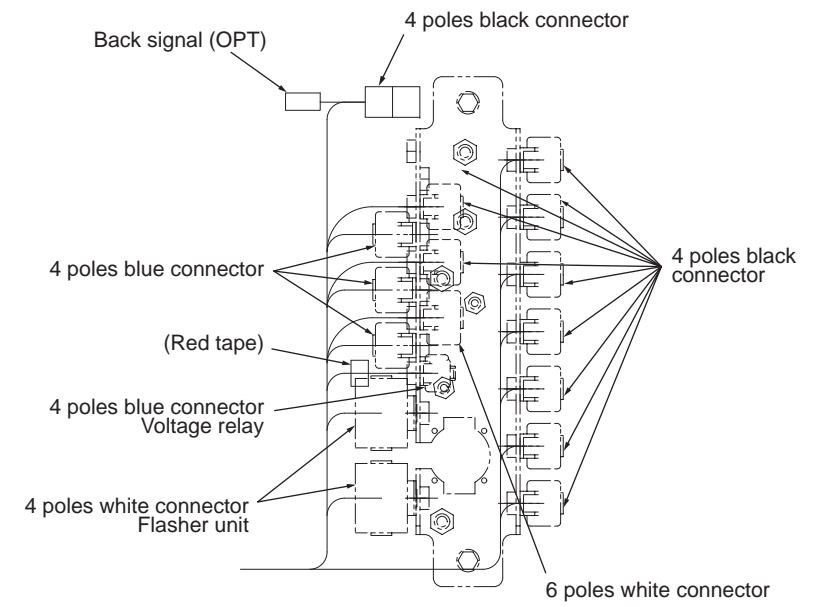 4 poles black connector
Back signal (OPT)
4 poles black
connector
4 poles blue connector
(Red tape)
4 poles blue connector
Voltage relay
4 poles white connector
Flasher unit
6 poles white connector